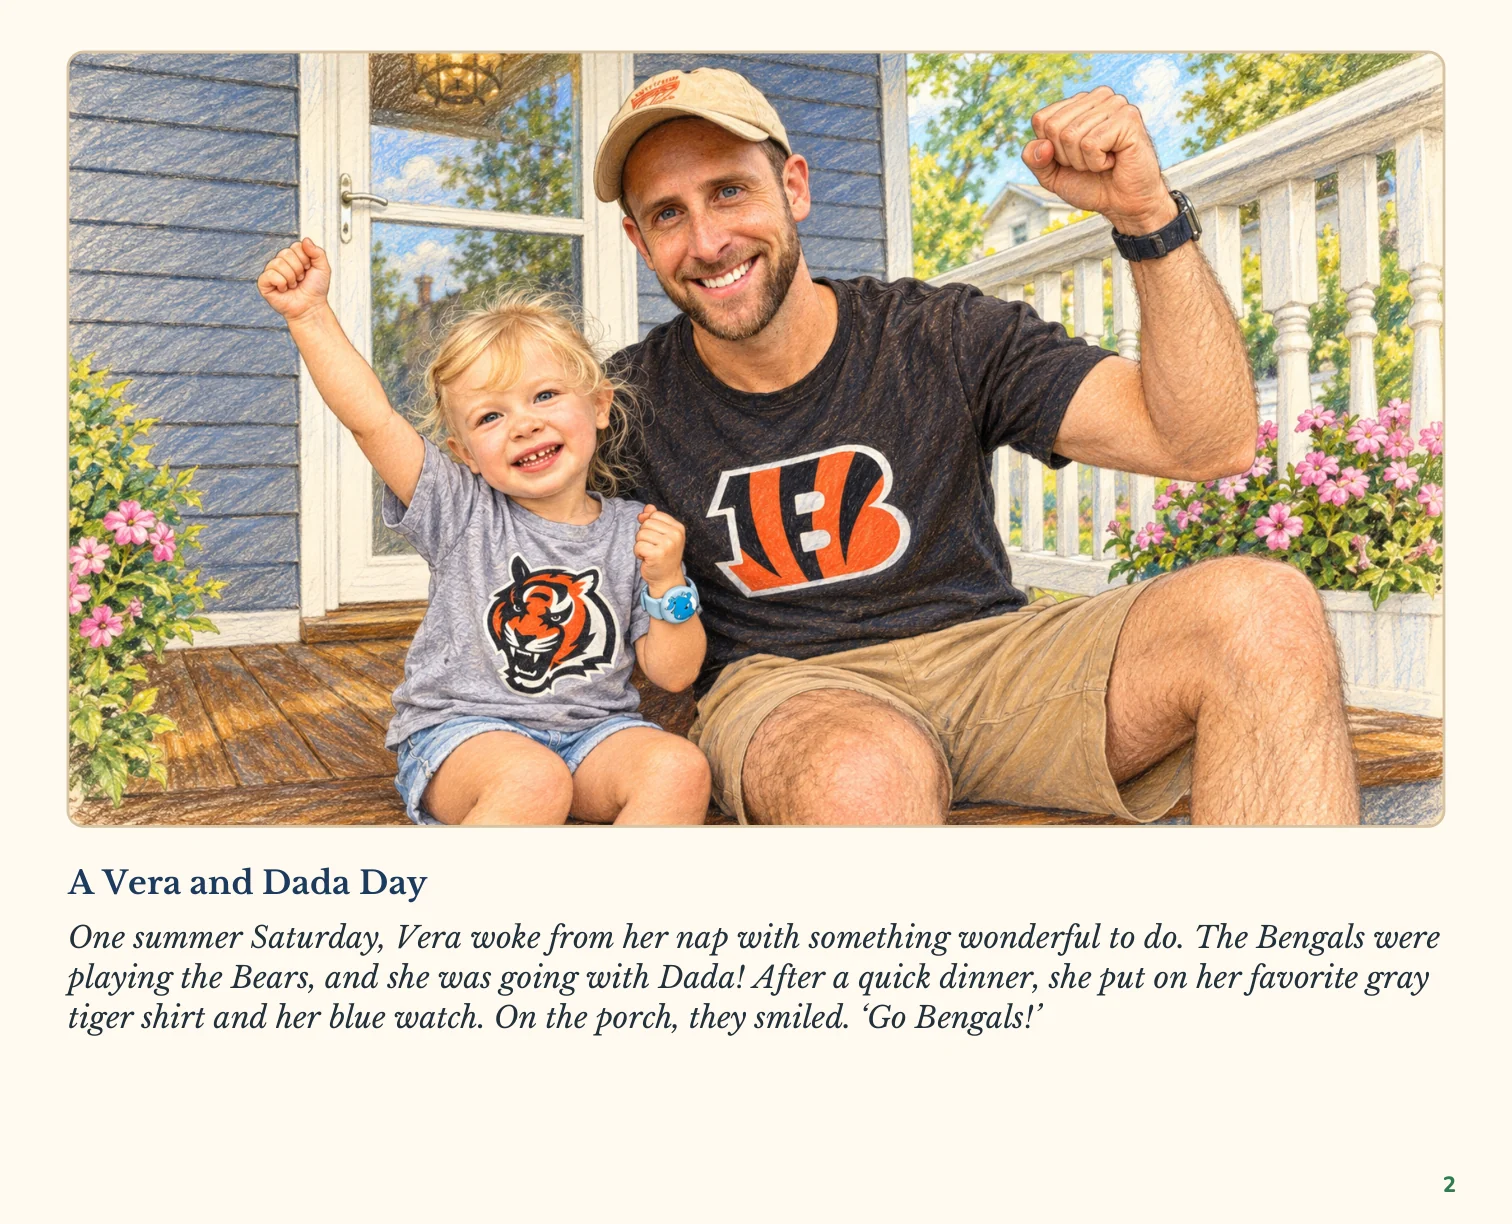 A Vera and Dada Day
One summer Saturday, Vera woke from her nap with something wonderful to do. The Bengals were
playing the Bears, and she was going with Dada! After a quick dinner, she put on her favorite gray
tiger shirt and her blue watch. On the porch, they smiled. ‘Go Bengals!’
2